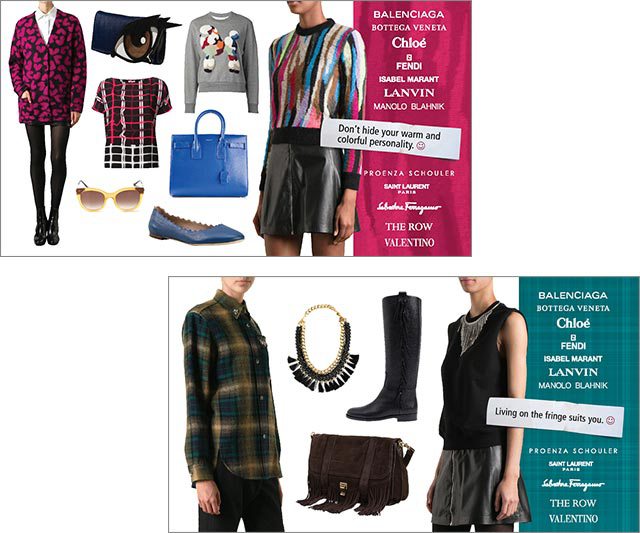 BALENCIAGA
BOTTEGA VENETA
Chloé
FENDI
ISABEL MARANT
LANVIN
MANOLO BLAHNIK
Don't hide your warm and
colorful personality.
PROENZA SCHOULER
SAINT LAURENT
PARIS
Salvatore Ferragamo
THE ROW
VALENTINO
BALENCIAGA
BOTTEGA VENETA
Chloé
FENDI
ISABEL MARANT
LANVIN
MANOLO BLAHNIK
Living on the fringe suits you.
PROENZA SCHOULER
SAINT LAURENT
PARIS
Salvatore Ferragamo
THE ROW
VALENTINO